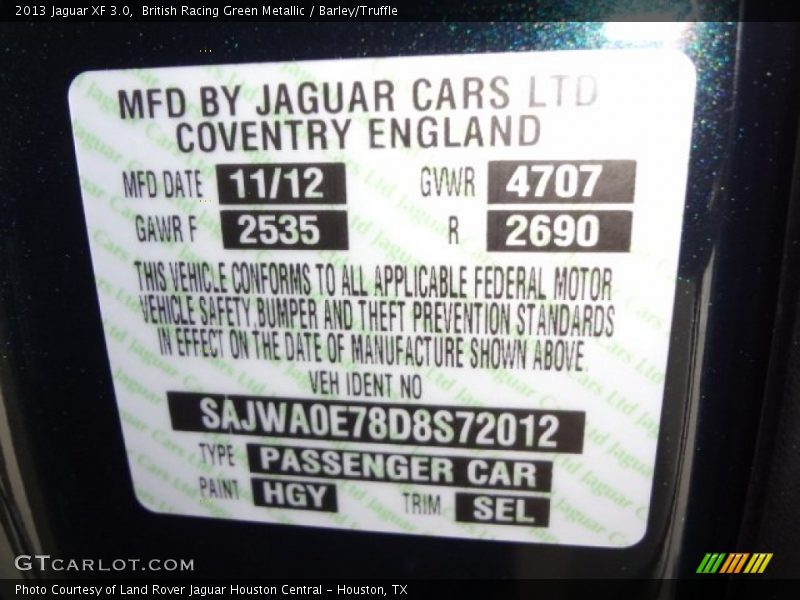 2013 Jaguar XF 3.0, British Racing Green Metallic / Barley/Truffle
MFD BY JAGUAR CARS LTD
COVENTRY ENGLAND
MFD DATE 11/12 GVWR 4707
GAWR F 2535 R 2690
THIS VEHICLE CONFORMS TO ALL APPLICABLE FEDERAL MOTOR
VEHICLE SAFETY,BUMPER AND THEFT PREVENTION STANDARDS
IN EFFECT ON THE DATE OF MANUFACTURE SHOWN ABOVE.
VEH IDENT NO
SAJWA0E78D8S72012
TYPE PASSENGER CAR
PAINT HGY TRIM SEL
GTCARLOT.COM
Photo Courtesy of Land Rover Jaguar Houston Central - Houston, TX